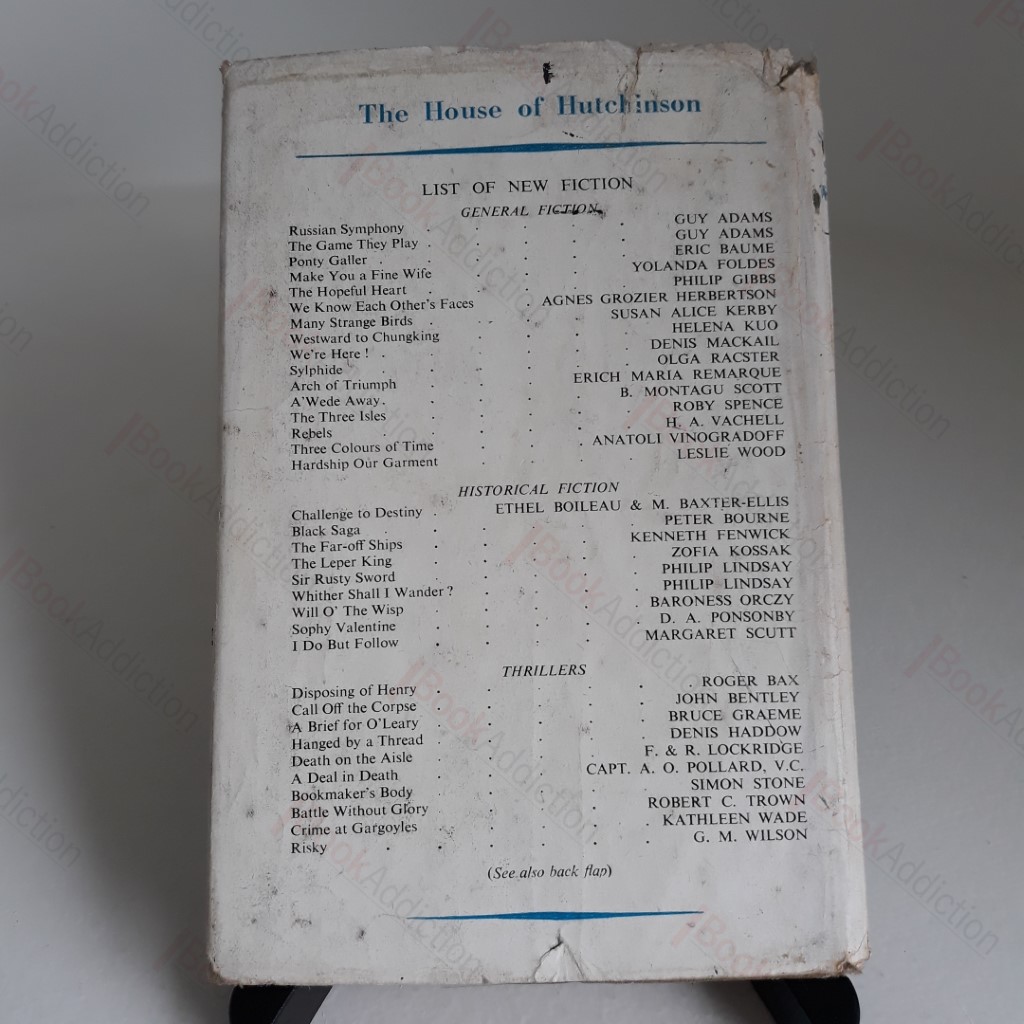 The House of Hutchinson
LIST OF NEW FICTION
GENERAL FICTION
Russian Symphony . . . . . GUY ADAMS
The Game They Play . . . . . GUY ADAMS
Ponty Galler . . . . . ERIC BAUME
Make You a Fine Wife . . . . YOLANDA FOLDES
The Hopeful Heart . . . . . PHILIP GIBBS
We Know Each Other's Faces . AGNES GROZIER HERBERTSON
Many Strange Birds . . . . SUSAN ALICE KERBY
Westward to Chungking . . . . HELENA KUO
We're Here ! . . . . . DENIS MACKAIL
Sylphide . . . . . OLGA RACSTER
Arch of Triumph . . . ERICH MARIA REMARQUE
A'Wede Away . . . . B. MONTAGU SCOTT
The Three Isles . . . . . ROBY SPENCE
Rebels . . . . . H. A. VACHELL
Three Colours of Time . . . . ANATOLI VINOGRADOFF
Hardship Our Garment . . . . LESLIE WOOD
HISTORICAL FICTION
Challenge to Destiny . ETHEL BOILEAU & M. BAXTER-ELLIS
Black Saga . . . . . PETER BOURNE
The Far-off Ships . . . . KENNETH FENWICK
The Leper King . . . . . ZOFIA KOSSAK
Sir Rusty Sword . . . . . PHILIP LINDSAY
Whither Shall I Wander ? . . . . PHILIP LINDSAY
Will O' The Wisp . . . . . BARONESS ORCZY
Sophy Valentine . . . . . D. A. PONSONBY
I Do But Follow . . . . . MARGARET SCUTT
THRILLERS
Disposing of Henry . . . . . ROGER BAX
Call Off the Corpse . . . . . JOHN BENTLEY
A Brief for O'Leary . . . . . BRUCE GRAEME
Hanged by a Thread . . . . . DENIS HADDOW
Death on the Aisle . . . . . F. & R. LOCKRIDGE
A Deal in Death . . . CAPT. A. O. POLLARD, V.C.
Bookmaker's Body . . . . . SIMON STONE
Battle Without Glory . . . . ROBERT C. TROWN
Crime at Gargoyles . . . . . KATHLEEN WADE
Risky . . . . . . G. M. WILSON
(See also back flap)
BookAddiction